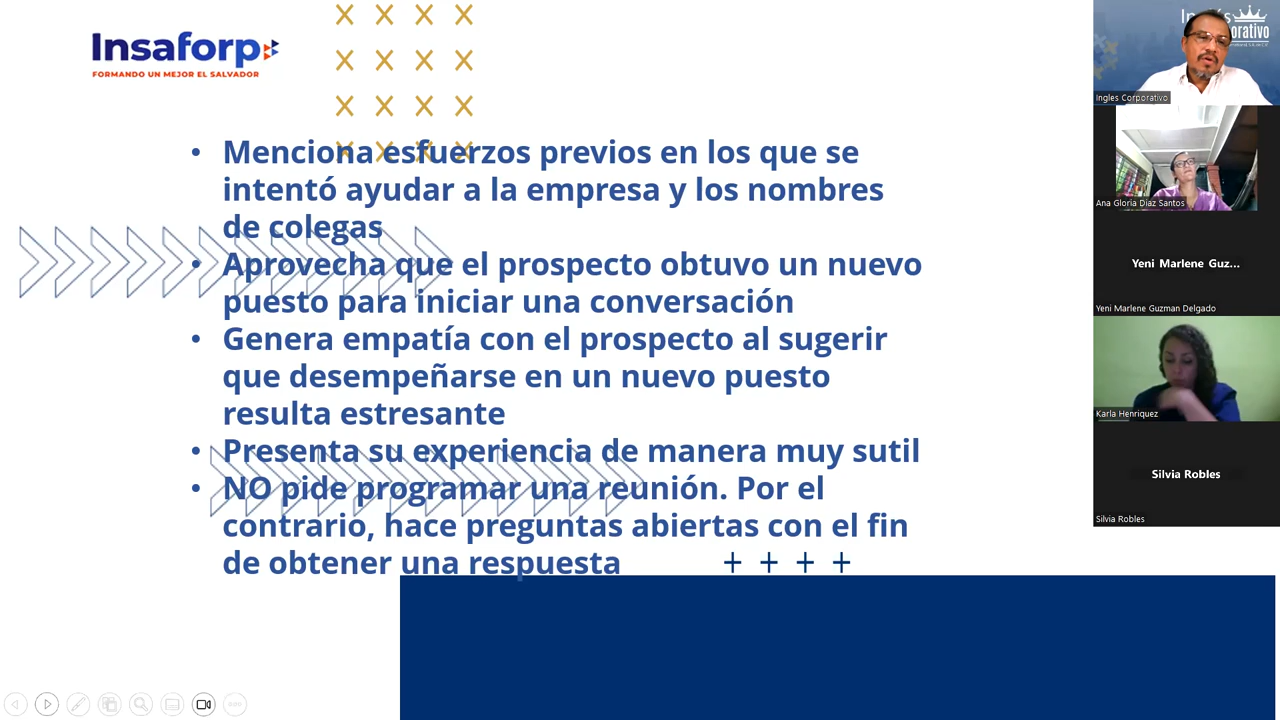 Insaforp
FORMANDO UN MEJOR EL SALVADOR
• Menciona esfuerzos previos en los que se
intentó ayudar a la empresa y los nombres
de colegas
• Aprovecha que el prospecto obtuvo un nuevo
puesto para iniciar una conversación
• Genera empatía con el prospecto al sugerir
que desempeñarse en un nuevo puesto
resulta estresante
• Presenta su experiencia de manera muy sutil
• NO pide programar una reunión. Por el
contrario, hace preguntas abiertas con el fin
de obtener una respuesta
Ingles Corporativo
Ana Gloria Diaz Santos
Yeni Marlene Guz...
Yeni Marlene Guzman Delgado
Karla Henriquez
Silvia Robles
Silvia Robles